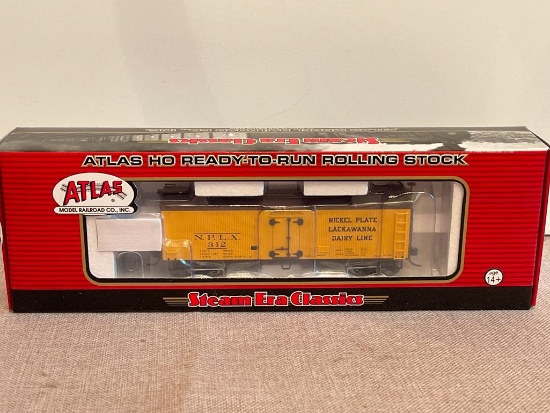 ATLAS HO READY-TO-RUN ROLLING STOCK
ATLAS
MODEL RAILROAD CO., INC.
N.P.L.X.
312
NICKEL PLATE
LACKAWANNA
DAIRY LINE
Steam Era Classics
age
14+